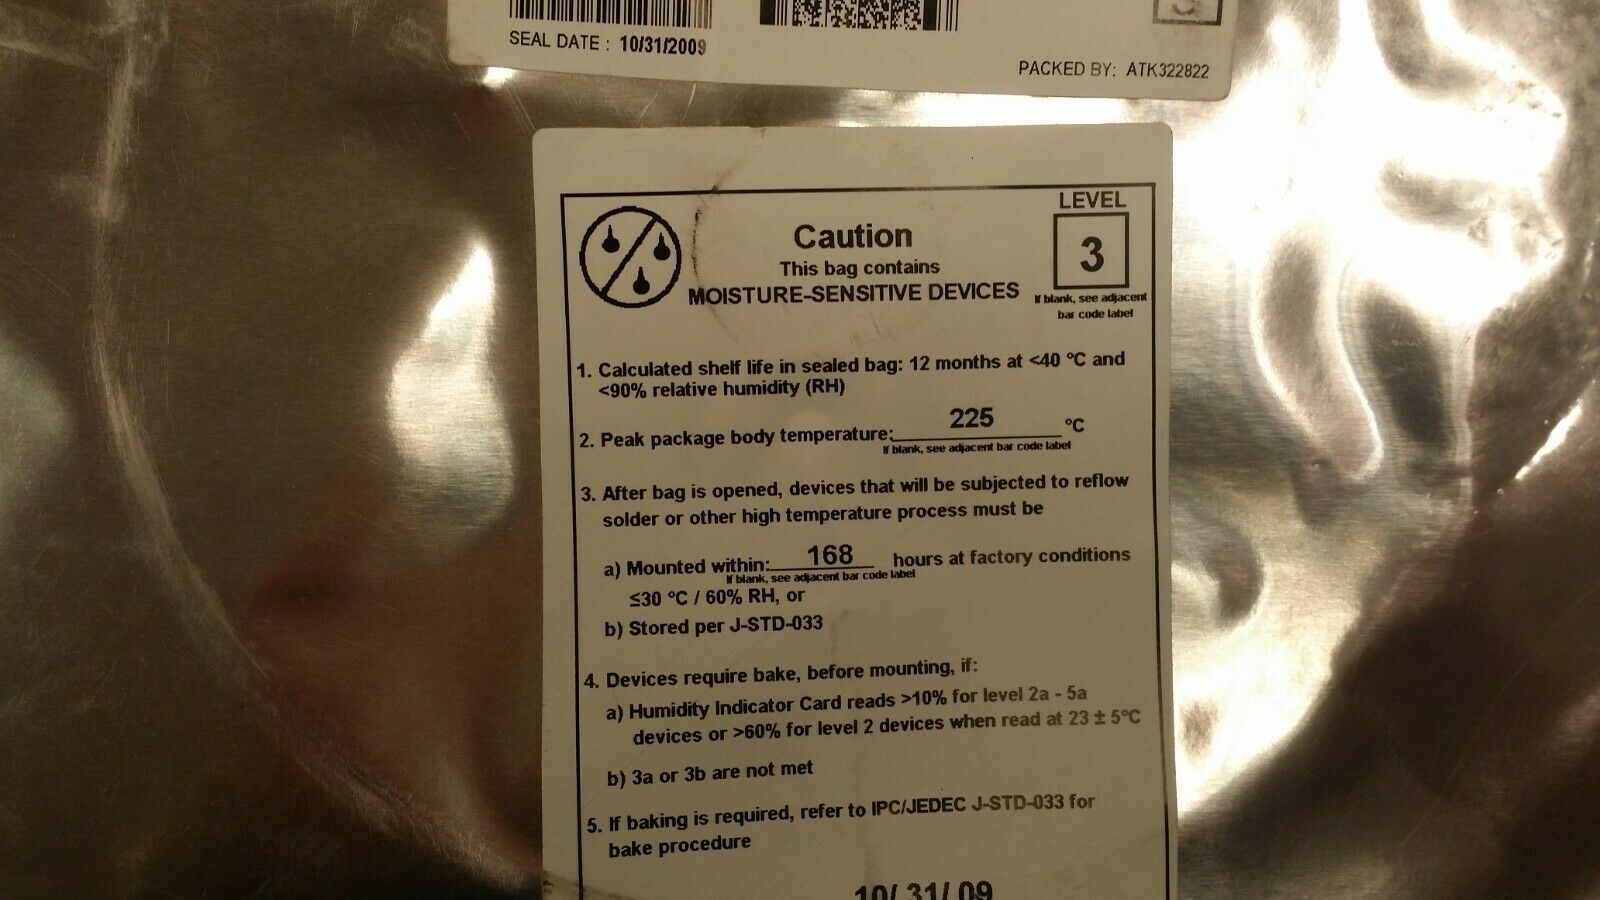 SEAL DATE : 10/31/2009
PACKED BY: ATK322822
LEVEL
3
If blank, see adjacent
bar code label
Caution
This bag contains
MOISTURE-SENSITIVE DEVICES
1. Calculated shelf life in sealed bag: 12 months at <40 °C and
<90% relative humidity (RH)
2. Peak package body temperature: 225 °C
If blank, see adjacent bar code label
3. After bag is opened, devices that will be subjected to reflow
solder or other high temperature process must be
a) Mounted within: 168 hours at factory conditions
If blank, see adjacent bar code label
≤30 °C / 60% RH, or
b) Stored per J-STD-033
4. Devices require bake, before mounting, if:
a) Humidity Indicator Card reads >10% for level 2a - 5a
devices or >60% for level 2 devices when read at 23 ± 5°C
b) 3a or 3b are not met
5. If baking is required, refer to IPC/JEDEC J-STD-033 for
bake procedure
10/ 31/ 09